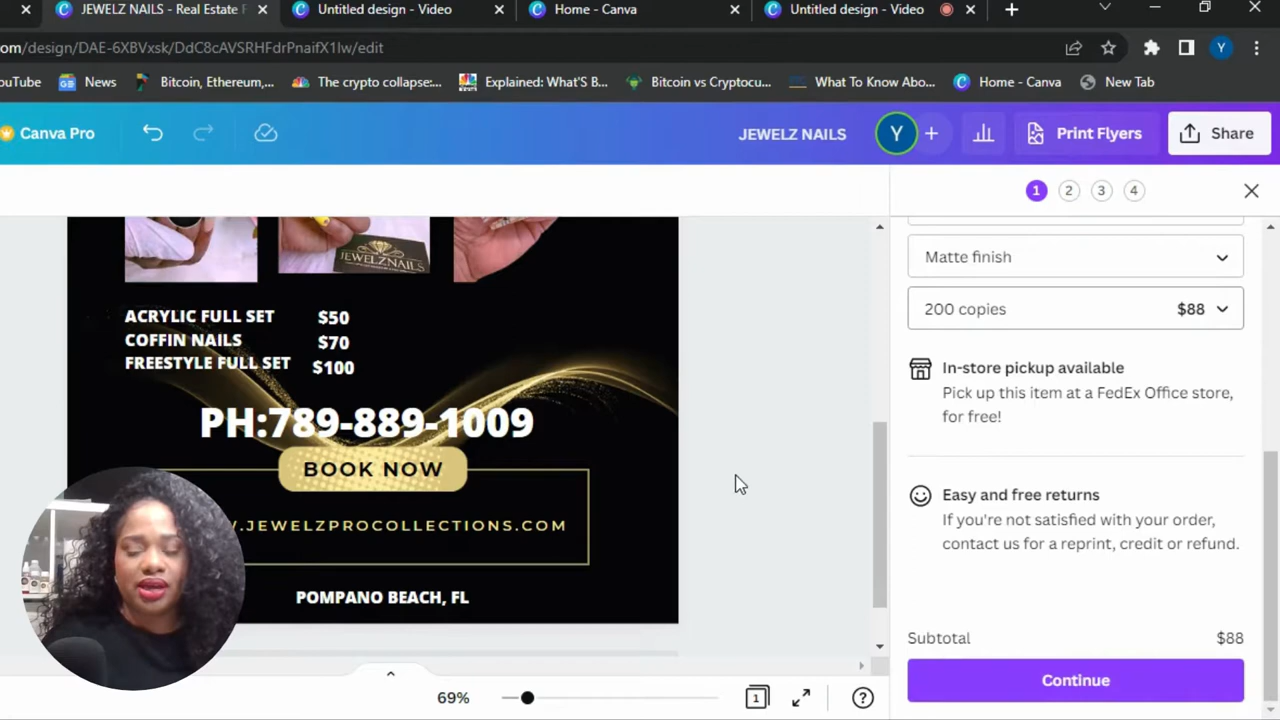 JEWELZ NAILS - Real Estate F
Untitled design - Video
Home - Canva
Untitled design - Video
om/design/DAE-6XBVxsk/DdC8cAVSRHFdrPnaifX1lw/edit
Y
ouTube
News
Bitcoin, Ethereum,...
The crypto collapse:...
Explained: What'S B...
Bitcoin vs Cryptocu...
What To Know Abo...
Home - Canva
New Tab
Canva Pro
JEWELZ NAILS
Y
Print Flyers
Share
1 2 3 4
JEWELZNAILS
Matte finish
200 copies $88
ACRYLIC FULL SET $50
COFFIN NAILS $70
FREESTYLE FULL SET $100
PH:789-889-1009
BOOK NOW
W.JEWELZPROCOLLECTIONS.COM
POMPANO BEACH, FL
In-store pickup available
Pick up this item at a FedEx Office store,
for free!
Easy and free returns
If you're not satisfied with your order,
contact us for a reprint, credit or refund.
Subtotal $88
Continue
69%
1